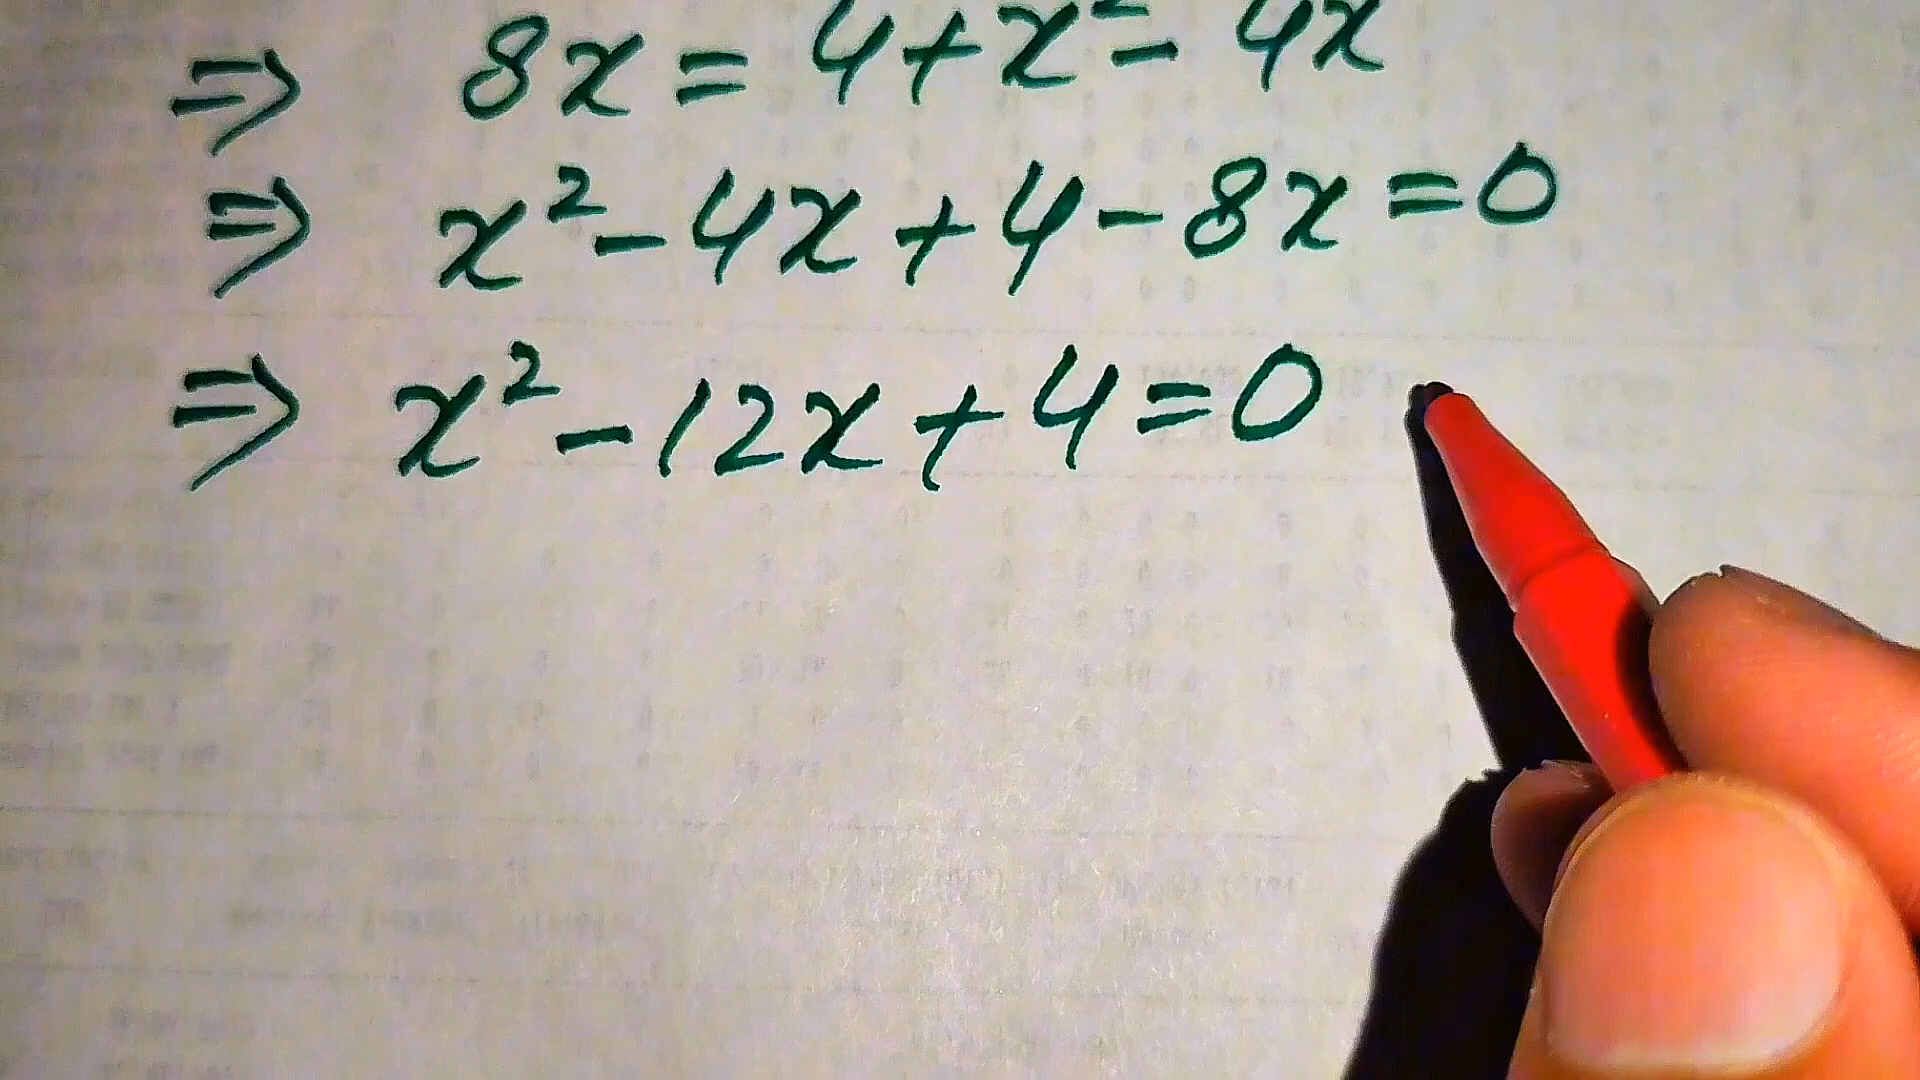 ⇒ 8x = 4+x²- 4x
⇒ x²-4x+4-8x=0
⇒ x²-12x+4=0